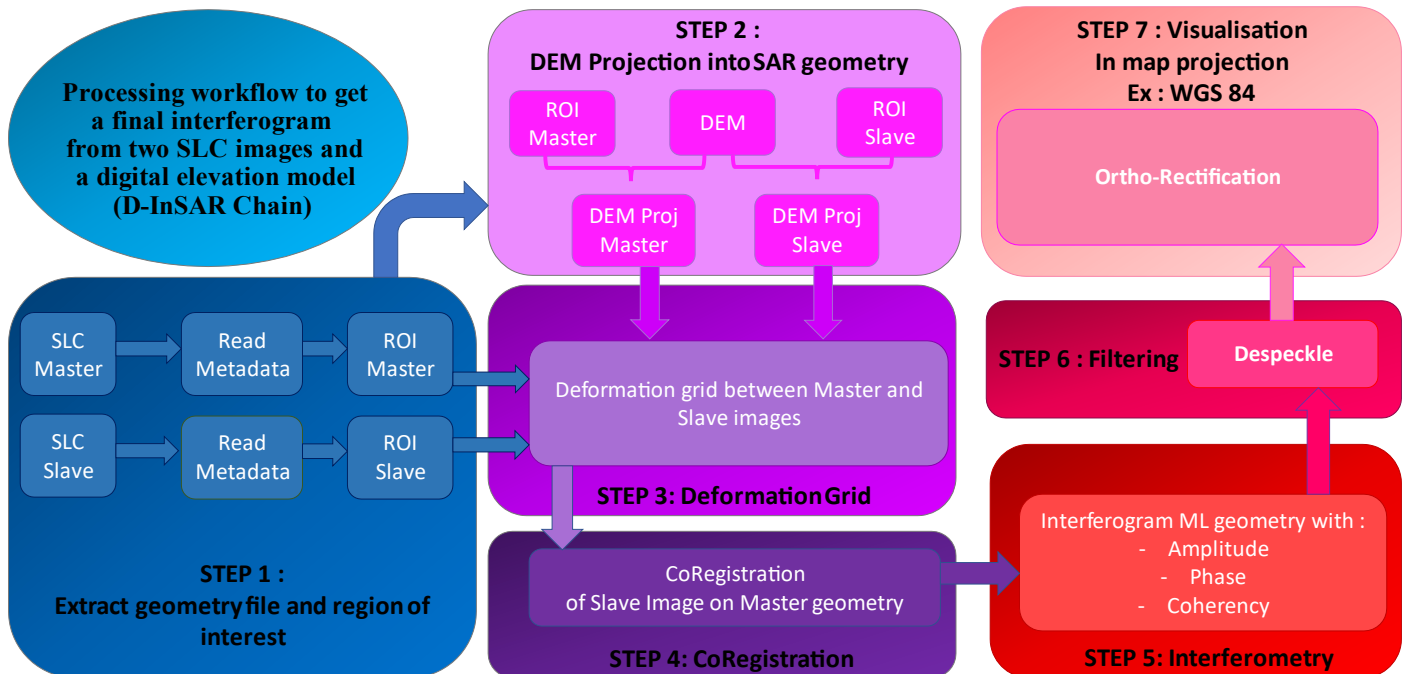 Processing workflow to get
a final interferogram
from two SLC images and
a digital elevation model
(D-InSAR Chain)
SLC
Master
Read
Metadata
ROI
Master
SLC
Slave
Read
Metadata
ROI
Slave
STEP 1 :
Extract geometry file and region of
interest
STEP 2 :
DEM Projection into SAR geometry
ROI
Master
DEM
ROI
Slave
DEM Proj
Master
DEM Proj
Slave
Deformation grid between Master and
Slave images
STEP 3: Deformation Grid
CoRegistration
of Slave Image on Master geometry
STEP 4: CoRegistration
Interferogram ML geometry with :
- Amplitude
- Phase
- Coherency
STEP 5: Interferometry
STEP 6 : Filtering
Despeckle
STEP 7 : Visualisation
In map projection
Ex : WGS 84
Ortho-Rectification